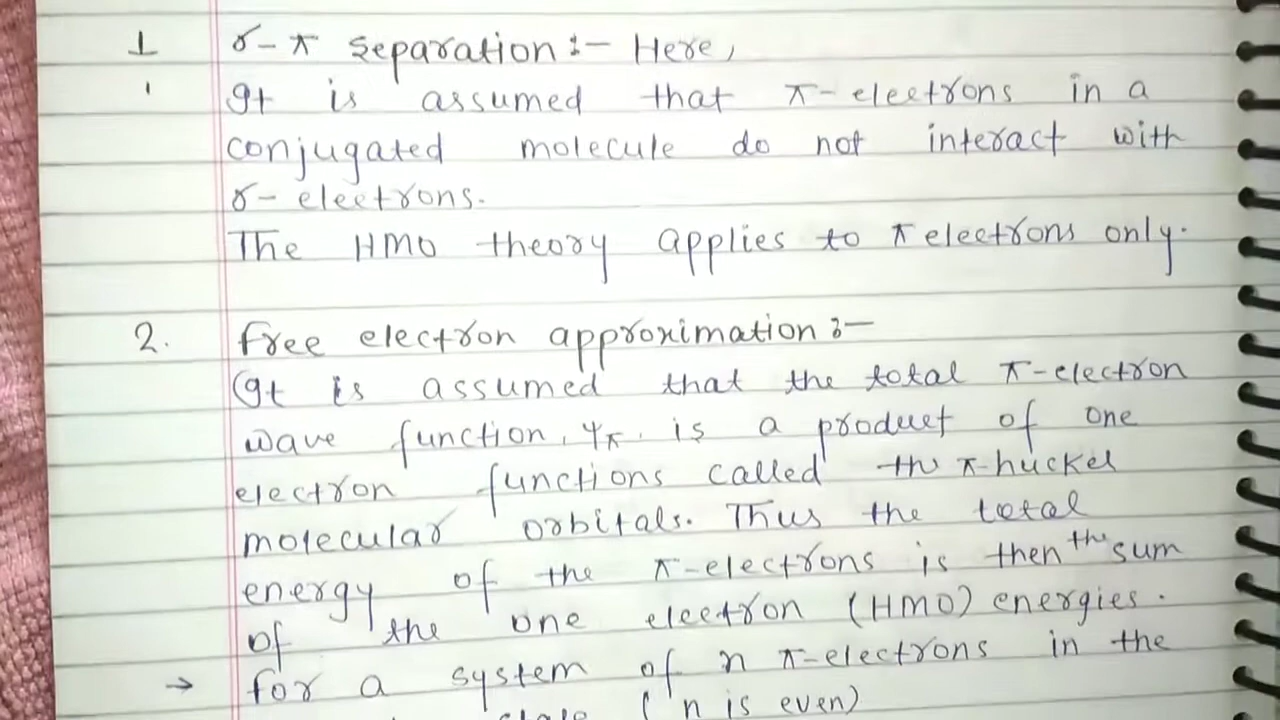 1 σ-π separation :- Here,
It is assumed that π-electrons in a
conjugated molecule do not interact with
σ- electrons.
The HMO theory applies to π electrons only.
2. free electron approximation :-
It is assumed that the total π-electron
wave function, Ψπ, is a product of one
electron functions called the π-huckel
molecular orbitals. Thus the total
energy of the π-electrons is then the sum
of the one electron (HMO) energies.
→ for a system of n π-electrons in the
(n is even)